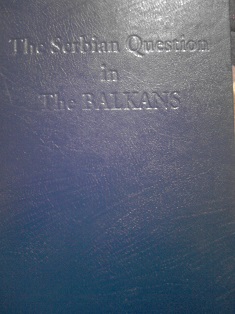 The Serbian Question
in
The BALKANS